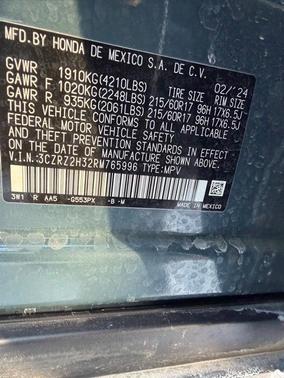 MFD.BY HONDA DE MEXICO S.A. DE C.V.
02/'24
GVWR 1910KG(4210LBS) TIRE SIZE RIM SIZE
GAWR F 1020KG(2248LBS) 215/60R17 96H 17X6.5J
GAWR R 935KG(2061LBS) 215/60R17 96H 17X6.5J
THIS VEHICLE CONFORMS TO ALL APPLICABLE
FEDERAL MOTOR VEHICLE SAFETY AND THEFT
PREVENTION STANDARDS IN EFFECT ON THE
DATE OF MANUFACTURE SHOWN ABOVE.
V.I.N.:3CZRZ2H32RM765996 TYPE:MPV
3W1 R AA5 -G553PX -B -M
MADE IN MEXICO